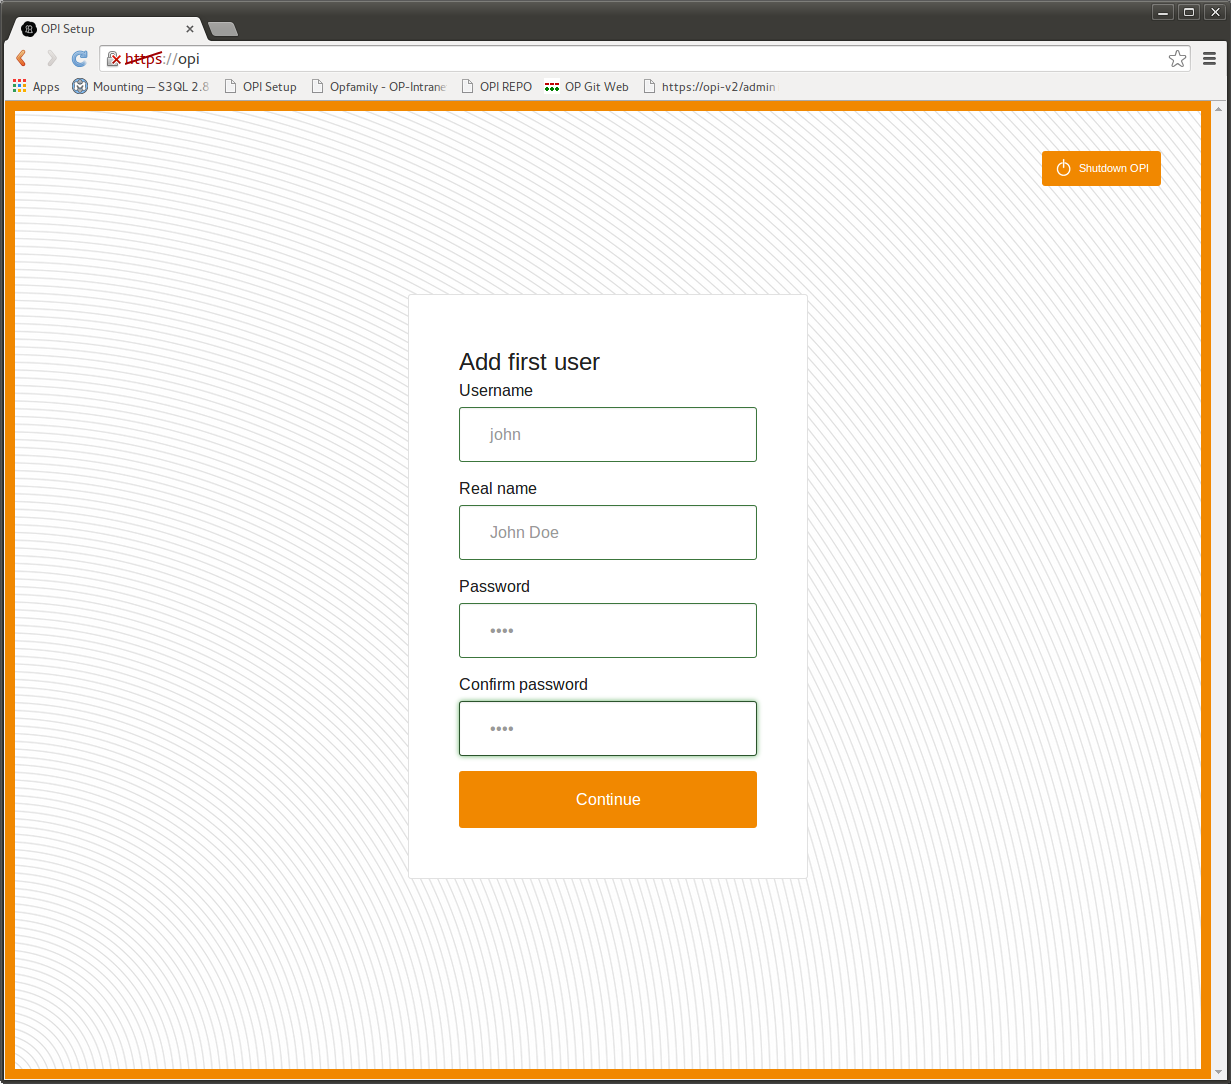 OPI Setup
https://opi
Apps
Mounting — S3QL 2.8
OPI Setup
Opfamily - OP-Intrane
OPI REPO
OP Git Web
https://opi-v2/admin
Shutdown OPI
Add first user
Username
john
Real name
John Doe
Password
••••
Confirm password
••••
Continue